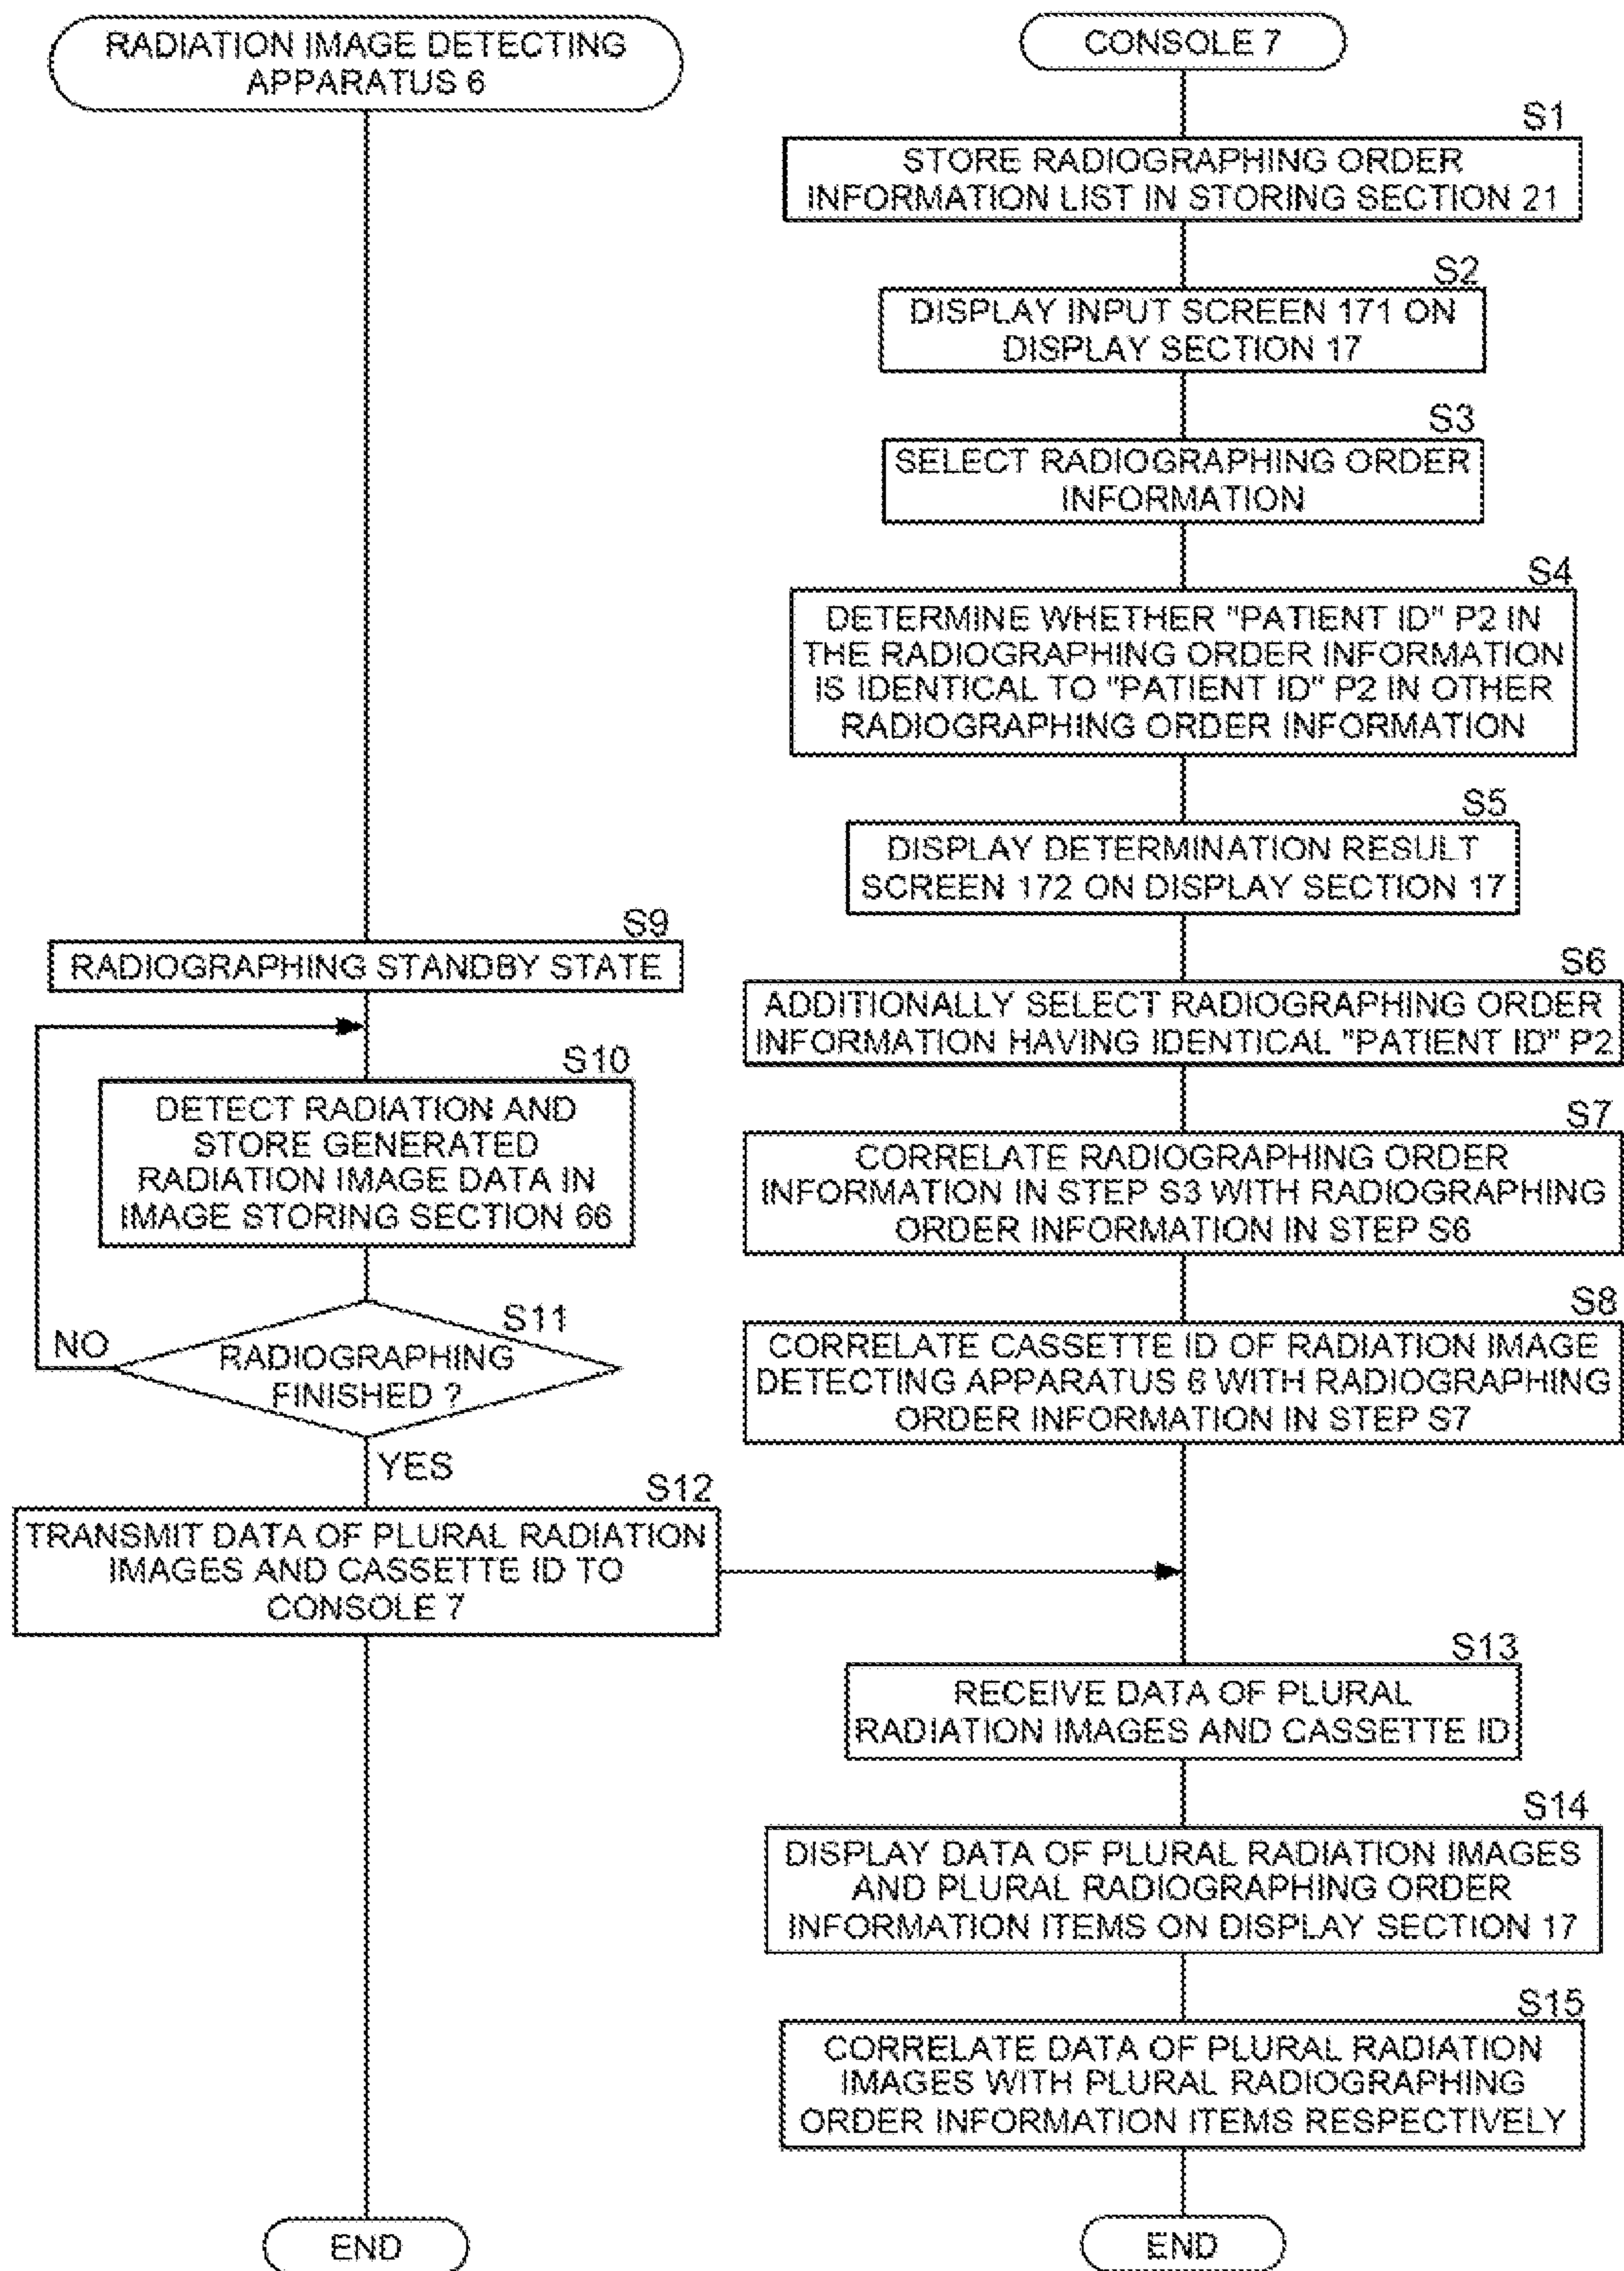 RADIATION IMAGE DETECTING
APPARATUS 6
S9
RADIOGRAPHING STANDBY STATE
S10
DETECT RADIATION AND
STORE GENERATED
RADIATION IMAGE DATA IN
IMAGE STORING SECTION 66
S11
NO
RADIOGRAPHING
FINISHED ?
YES
S12
TRANSMIT DATA OF PLURAL RADIATION
IMAGES AND CASSETTE ID TO
CONSOLE 7
END
CONSOLE 7
S1
STORE RADIOGRAPHING ORDER
INFORMATION LIST IN STORING SECTION 21
S2
DISPLAY INPUT SCREEN 171 ON
DISPLAY SECTION 17
S3
SELECT RADIOGRAPHING ORDER
INFORMATION
S4
DETERMINE WHETHER "PATIENT ID" P2 IN
THE RADIOGRAPHING ORDER INFORMATION
IS IDENTICAL TO "PATIENT ID" P2 IN OTHER
RADIOGRAPHING ORDER INFORMATION
S5
DISPLAY DETERMINATION RESULT
SCREEN 172 ON DISPLAY SECTION 17
S6
ADDITIONALLY SELECT RADIOGRAPHING ORDER
INFORMATION HAVING IDENTICAL "PATIENT ID" P2
S7
CORRELATE RADIOGRAPHING ORDER
INFORMATION IN STEP S3 WITH RADIOGRAPHING
ORDER INFORMATION IN STEP S6
S8
CORRELATE CASSETTE ID OF RADIATION IMAGE
DETECTING APPARATUS 6 WITH RADIOGRAPHING
ORDER INFORMATION IN STEP S7
S13
RECEIVE DATA OF PLURAL
RADIATION IMAGES AND CASSETTE ID
S14
DISPLAY DATA OF PLURAL RADIATION IMAGES
AND PLURAL RADIOGRAPHING ORDER
INFORMATION ITEMS ON DISPLAY SECTION 17
S15
CORRELATE DATA OF PLURAL RADIATION
IMAGES WITH PLURAL RADIOGRAPHING
ORDER INFORMATION ITEMS RESPECTIVELY
END